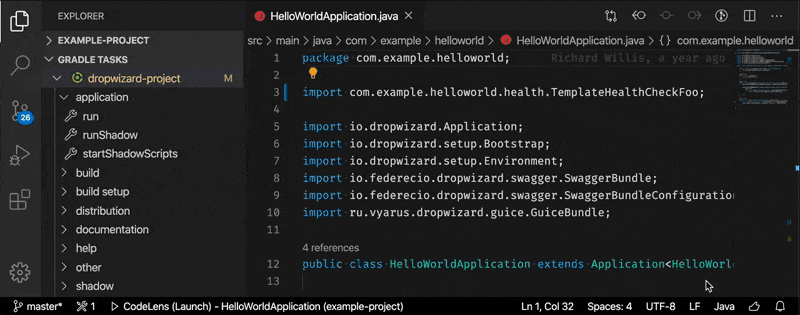 EXPLORER
EXAMPLE-PROJECT
GRADLE TASKS
dropwizard-project M
application
run
runShadow
startShadowScripts
build
build setup
distribution
documentation
help
other
shadow
26
HelloWorldApplication.java
src > main > java > com > example > helloworld > HelloWorldApplication.java > {} com.example.helloworld
1 package com.example.helloworld; Richard Willis, a year ago
2
3 import com.example.helloworld.health.TemplateHealthCheckFoo;
4
5 import io.dropwizard.Application;
6 import io.dropwizard.setup.Bootstrap;
7 import io.dropwizard.setup.Environment;
8 import io.federecio.dropwizard.swagger.SwaggerBundle;
9 import io.federecio.dropwizard.swagger.SwaggerBundleConfiguration
10 import ru.vyarus.dropwizard.guice.GuiceBundle;
11
4 references
12 public class HelloWorldApplication extends Application<HelloWorl
13
master* 1 CodeLens (Launch) - HelloWorldApplication (example-project) Ln 1, Col 32 Spaces: 4 UTF-8 LF Java